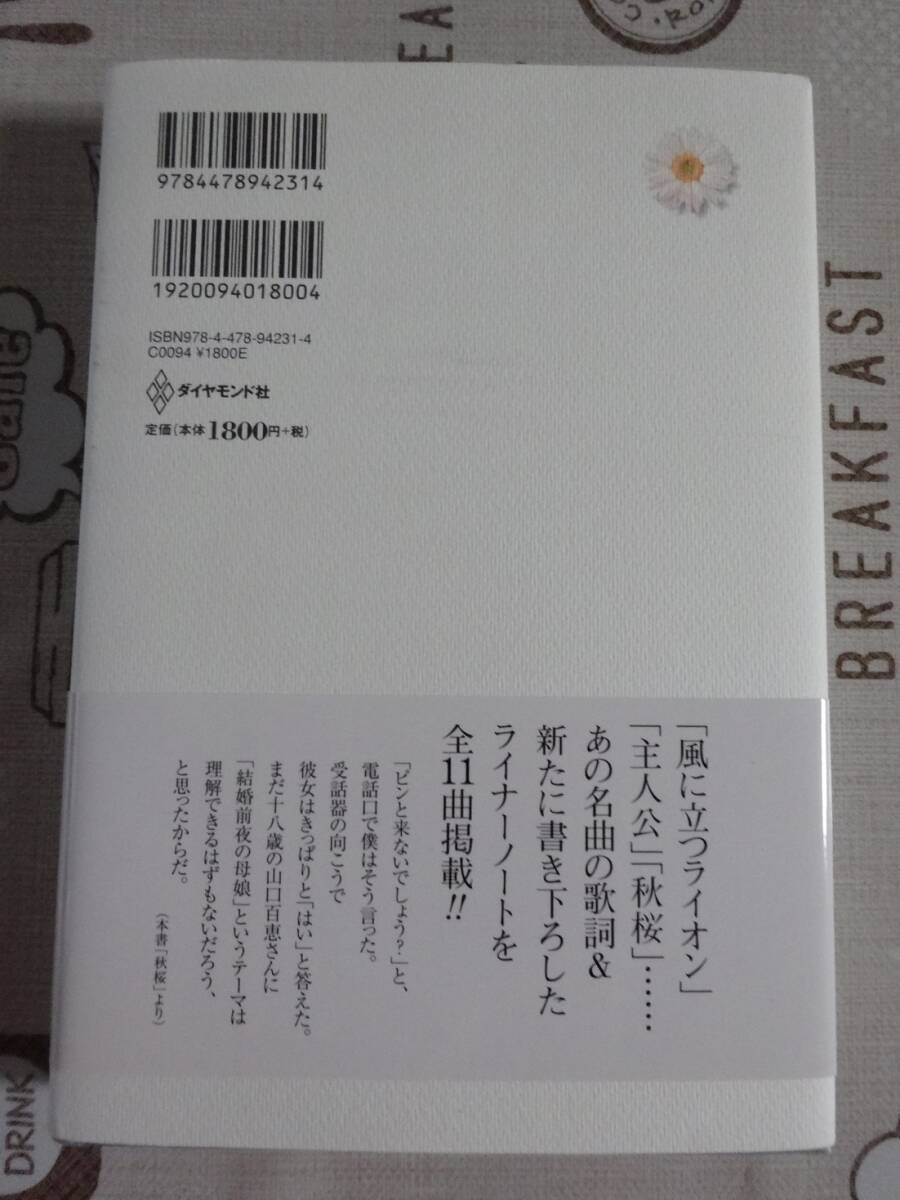 9784478942314
1920094018004
ISBN978-4-478-94231-4
C0094 ¥1800E
ダイヤモンド社
定価(本体1800円+税)
「風に立つライオン」
「主人公」「秋桜」……
あの名曲の歌詞&
新たに書き下ろした
ライナーノートを
全11曲掲載!!
「ピンと来ないでしょう?」と、
電話口で僕はそう言った。
受話器の向こうで
彼女はきっぱりと「はい」と答えた。
まだ十八歳の山口百恵さんに
「結婚前夜の母娘」というテーマは
理解できるはずもないだろう、
と思ったからだ。
(本書「秋桜」より)
BREAKFAST
DRINK